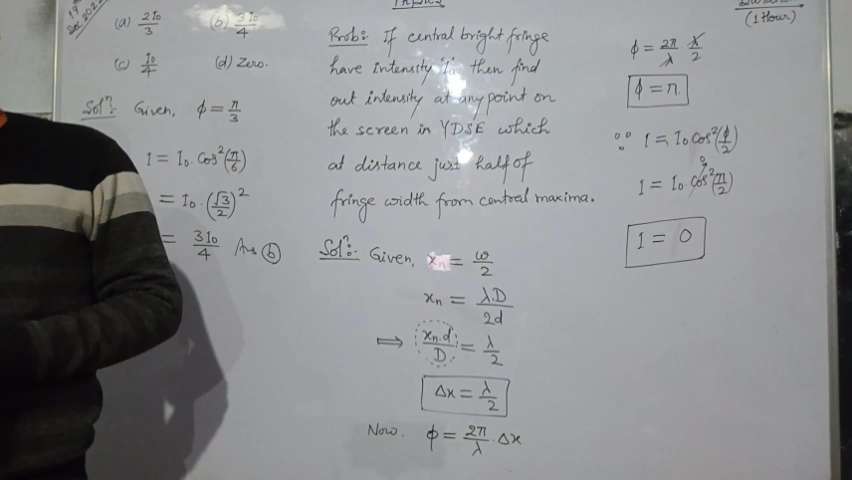 (a) 2I₀/3 (b) 3I₀/4
(c) I₀/4 (d) Zero.
Solⁿ:- Given, φ = π/3
I = I₀. Cos²(π/6)
= I₀. (√3/2)²
= 3I₀/4 Ans (b)
Prob:- If central bright fringe
have intensity 'I₀' then find
out intensity at any point on
the screen in YDSE which
at distance just half of
fringe width from central maxima.
Solⁿ:- Given, xₙ = ω/2
xₙ = λ.D/2d
⟹ xₙ.d/D = λ/2
Δx = λ/2
Now. φ = 2π/λ . Δx
(1 Hour)
φ = 2π/λ λ/2
φ = π.
∵ I = I₀ Cos²(φ/2)
I = I₀. Cos²(π/2)
I = 0